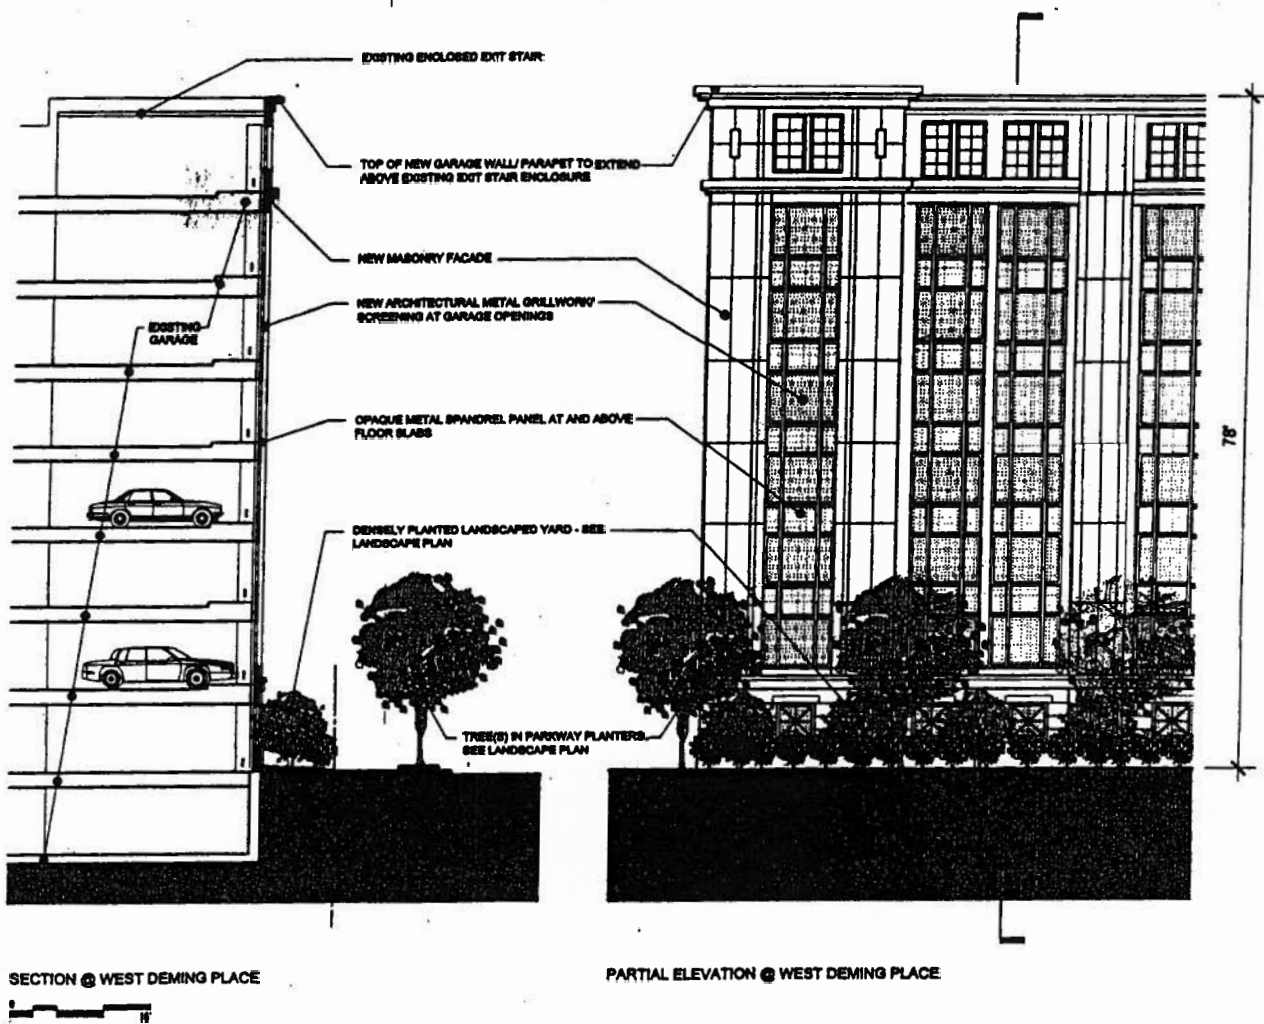 EXISTING ENCLOSED EXIT STAIR
TOP OF NEW GARAGE WALL/ PARAPET TO EXTEND
ABOVE EXISTING EXIT STAIR ENCLOSURE
NEW MASONRY FACADE
NEW ARCHITECTURAL METAL GRILLWORK/
SCREENING AT GARAGE OPENINGS
EXISTING
GARAGE
OPAQUE METAL SPANDREL PANEL AT AND ABOVE
FLOOR SLABS
78'
DENSELY PLANTED LANDSCAPED YARD - SEE
LANDSCAPE PLAN
TREE(S) IN PARKWAY PLANTERS,
SEE LANDSCAPE PLAN
SECTION @ WEST DEMING PLACE
PARTIAL ELEVATION @ WEST DEMING PLACE
0